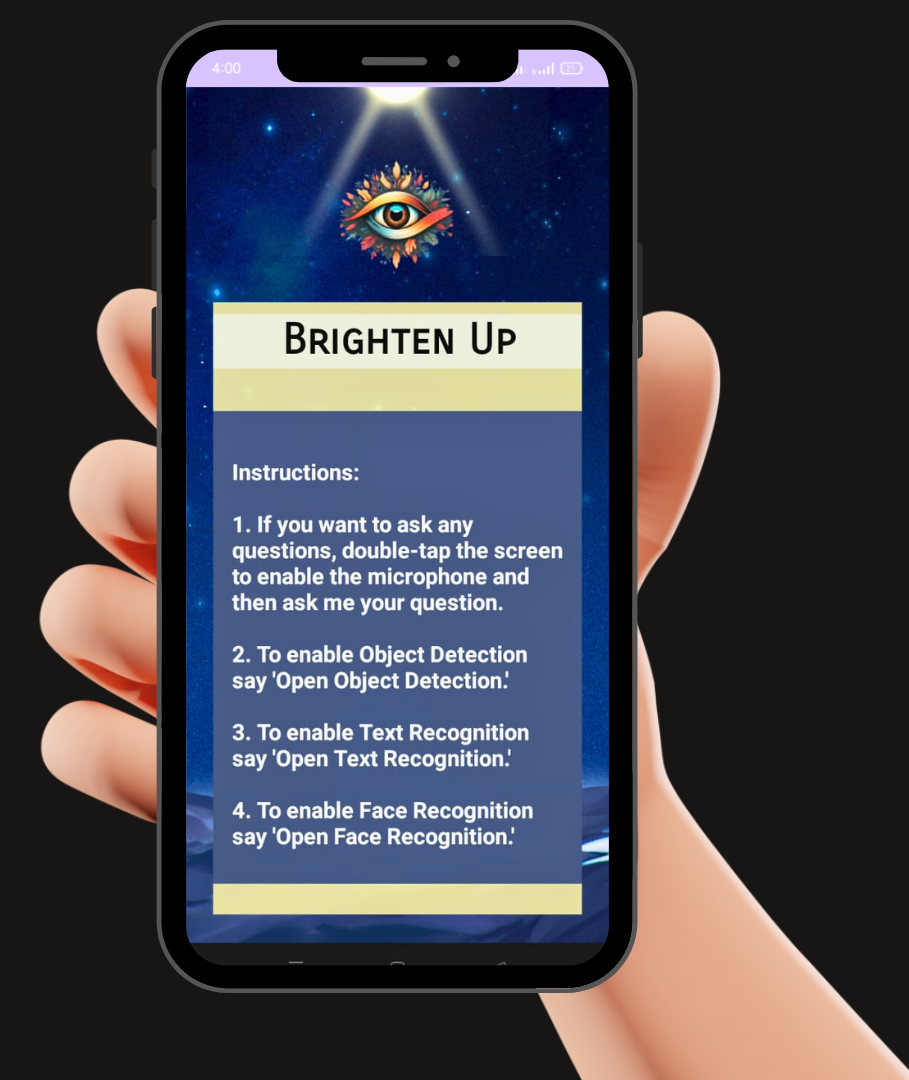 4:00
21
Brighten Up
Instructions:
1. If you want to ask any
questions, double-tap the screen
to enable the microphone and
then ask me your question.
2. To enable Object Detection
say 'Open Object Detection.'
3. To enable Text Recognition
say 'Open Text Recognition.'
4. To enable Face Recognition
say 'Open Face Recognition.'